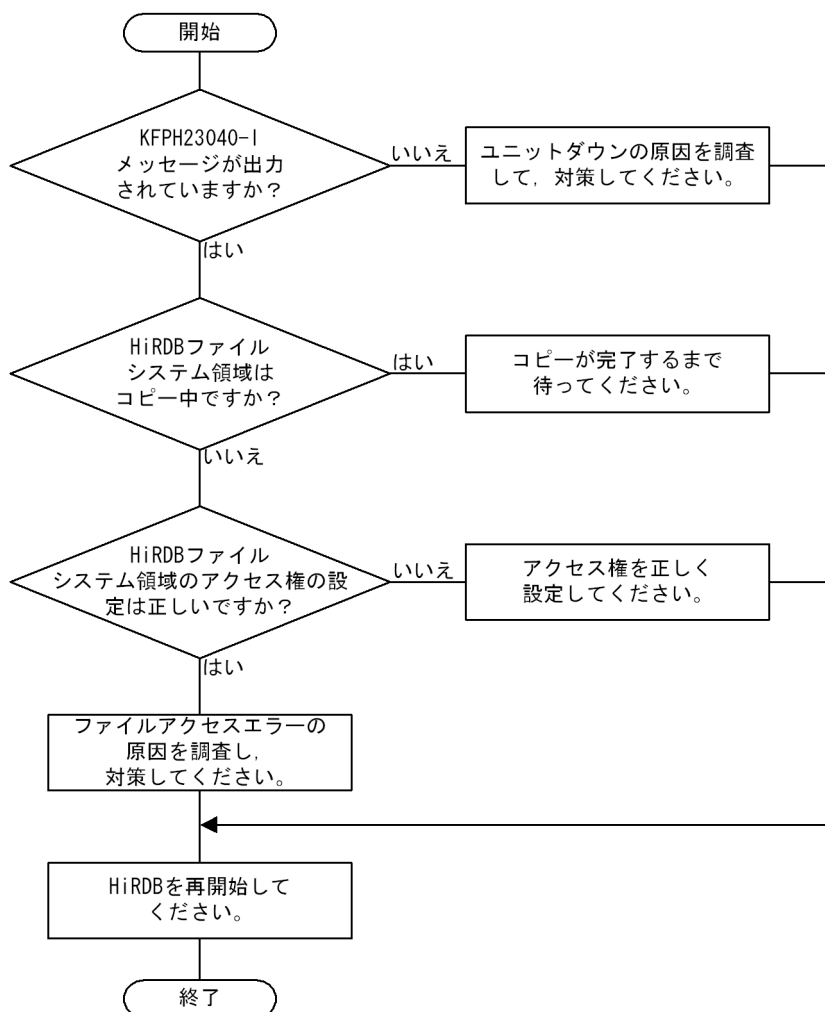 開始
KFPH23040-I
メッセージが出力
されていますか？
いいえ
ユニットダウンの原因を調査
して，対策してください。
はい
HiRDBファイル
システム領域は
コピー中ですか？
はい
コピーが完了するまで
待ってください。
いいえ
HiRDBファイル
システム領域のアクセス権の設
定は正しいですか？
いいえ
アクセス権を正しく
設定してください。
はい
ファイルアクセスエラーの
原因を調査し，
対策してください。
HiRDBを再開始して
ください。
終了